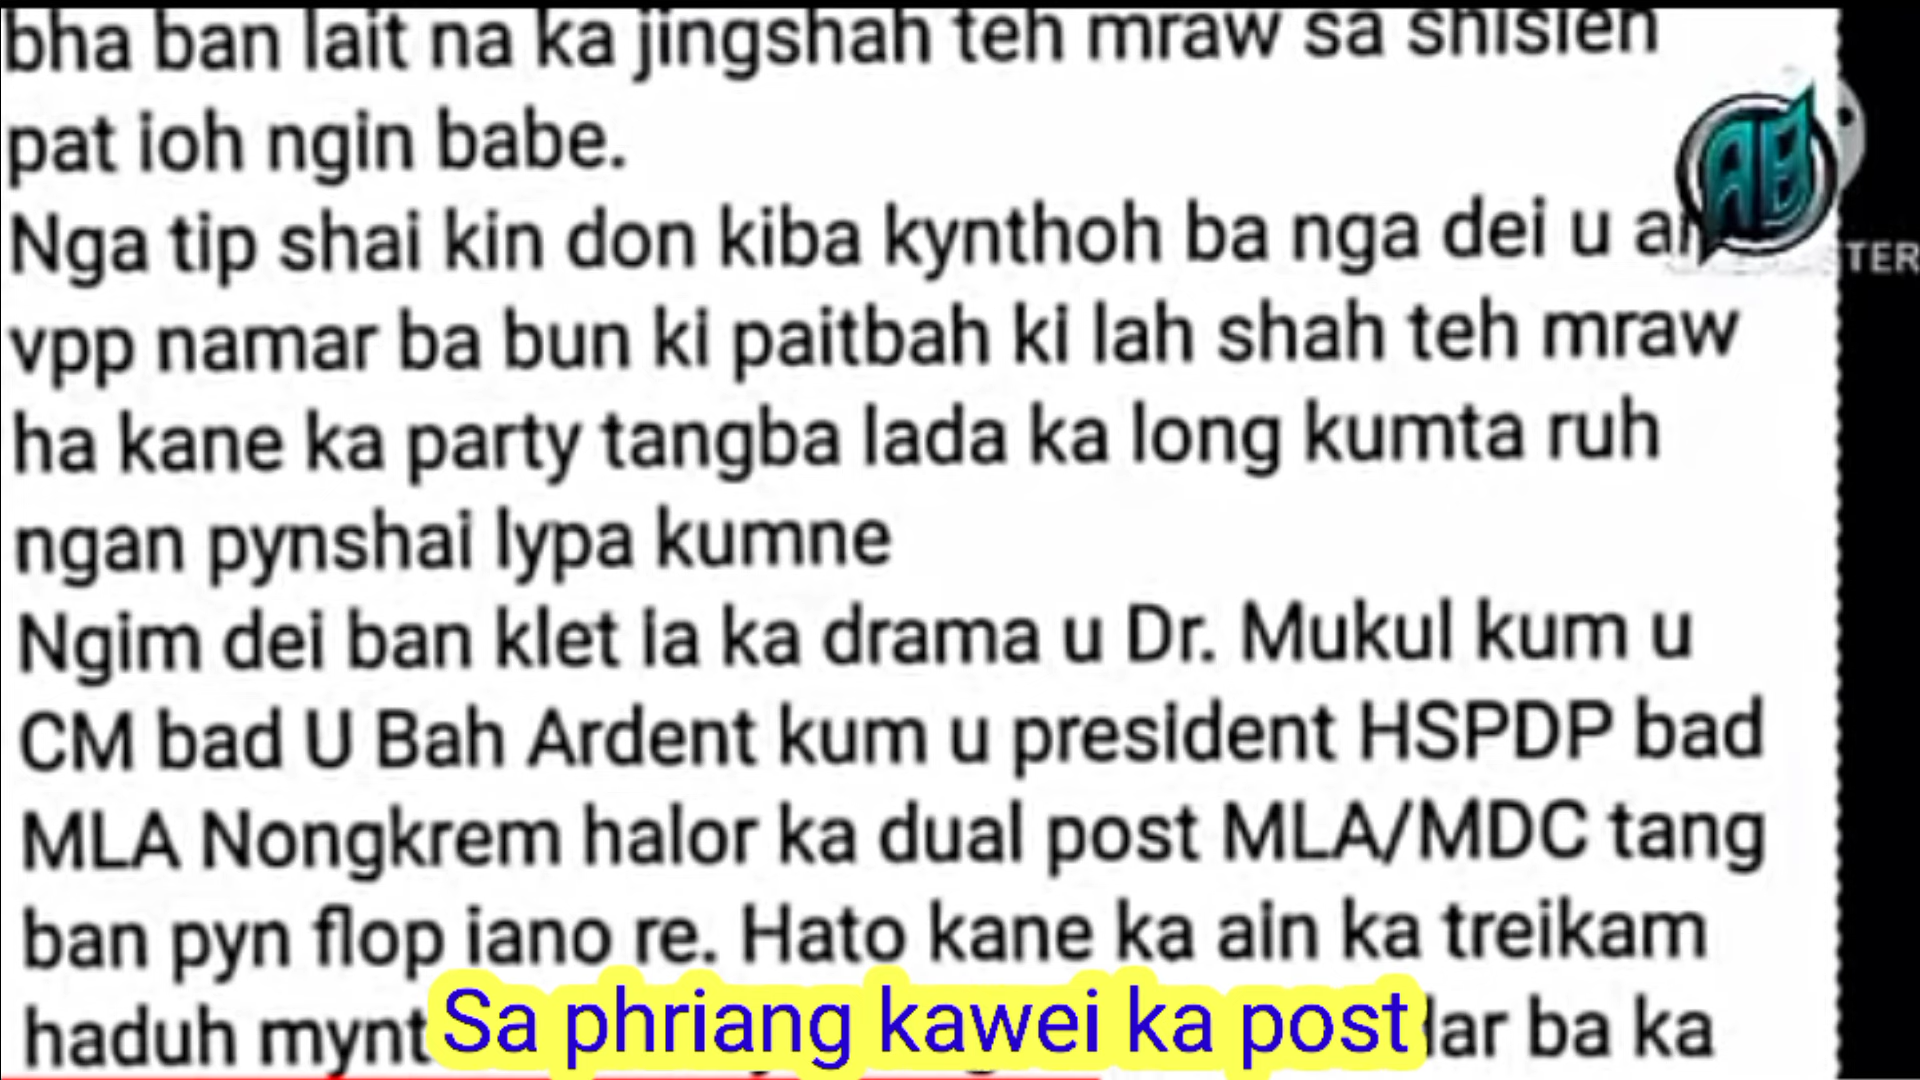 bha ban lait na ka jingshah teh mraw sa shisien
pat ioh ngin babe.
Nga tip shai kin don kiba kynthoh ba nga dei u
vpp namar ba bun ki paitbah ki lah shah teh mraw
ha kane ka party tangba lada ka long kumta ruh
ngan pynshai lypa kumne
Ngim dei ban klet ia ka drama u Dr. Mukul kum u
CM bad U Bah Ardent kum u president HSPDP bad
MLA Nongkrem halor ka dual post MLA/MDC tang
ban pyn flop iano re. Hato kane ka ain ka treikam
haduh mynt ba ka
Sa phriang kawei ka post